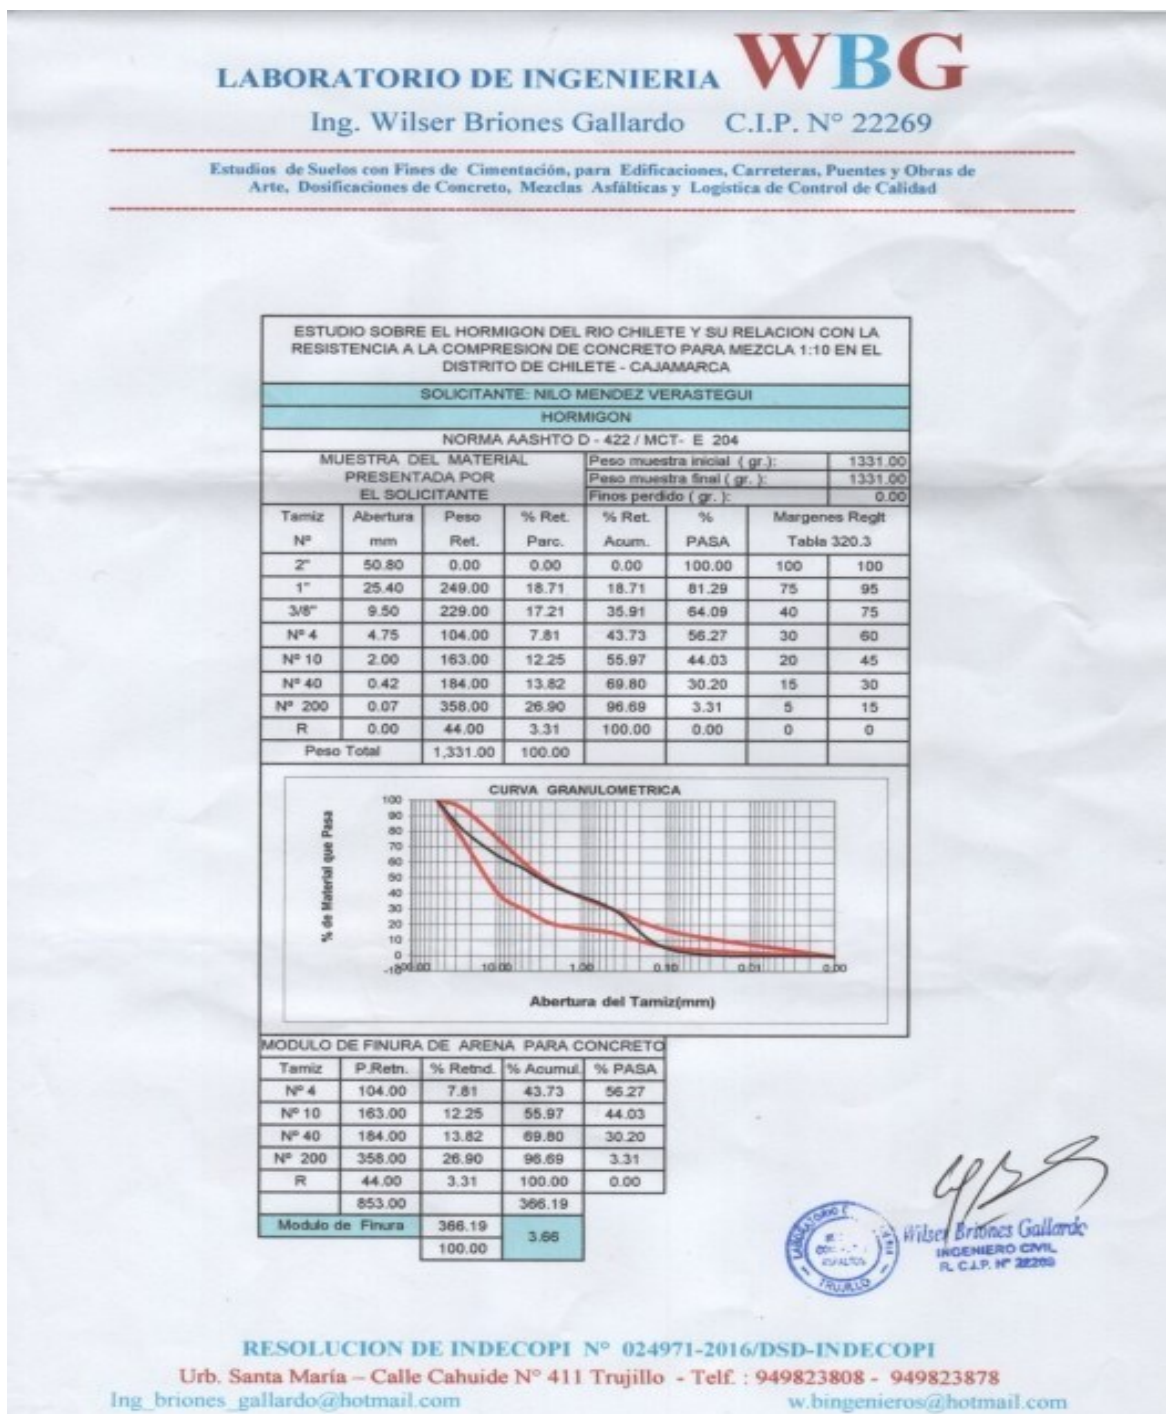 LABORATORIO DE INGENIERIA WBG
Ing. Wilser Briones Gallardo C.I.P. N° 22269
Estudios de Suelos con Fines de Cimentación, para Edificaciones, Carreteras, Puentes y Obras de
Arte, Dosificaciones de Concreto, Mezclas Asfálticas y Logística de Control de Calidad
ESTUDIO SOBRE EL HORMIGON DEL RIO CHILETE Y SU RELACION CON LA
RESISTENCIA A LA COMPRESION DE CONCRETO PARA MEZCLA 1:10 EN EL
DISTRITO DE CHILETE - CAJAMARCA
SOLICITANTE: NILO MENDEZ VERASTEGUI
HORMIGON
NORMA AASHTO D - 422 / MCT- E 204
MUESTRA DEL MATERIAL Peso muestra inicial ( gr.): 1331.00
PRESENTADA POR Peso muestra final ( gr. ): 1331.00
EL SOLICITANTE Finos perdido ( gr. ): 0.00
Tamiz Abertura Peso % Ret. % Ret. % Margenes Reglt
Nº mm Ret. Parc. Acum. PASA Tabla 320.3
2" 50.80 0.00 0.00 0.00 100.00 100 100
1" 25.40 249.00 18.71 18.71 81.29 75 95
3/8" 9.50 229.00 17.21 35.91 64.09 40 75
Nº 4 4.75 104.00 7.81 43.73 56.27 30 60
Nº 10 2.00 163.00 12.25 55.97 44.03 20 45
Nº 40 0.42 184.00 13.82 69.80 30.20 15 30
Nº 200 0.07 358.00 26.90 96.69 3.31 5 15
R 0.00 44.00 3.31 100.00 0.00 0 0
Peso Total 1,331.00 100.00
CURVA GRANULOMETRICA
% de Material que Pasa
100
90
80
70
60
50
40
30
20
10
0
-10
100.00 10.00 1.00 0.10 0.01 0.00
Abertura del Tamiz(mm)
MODULO DE FINURA DE ARENA PARA CONCRETO
Tamiz P.Retn. % Retnd. % Acumul. % PASA
Nº 4 104.00 7.81 43.73 56.27
Nº 10 163.00 12.25 55.97 44.03
Nº 40 184.00 13.82 69.80 30.20
Nº 200 358.00 26.90 96.69 3.31
R 44.00 3.31 100.00 0.00
853.00 366.19
Modulo de Finura 366.19 3.66
100.00
LABORATORIO
ASFALTOS
TRUJILLO
Wilser Briones Gallardo
INGENIERO CIVIL
R. C.I.P. Nº 22269
RESOLUCION DE INDECOPI N° 024971-2016/DSD-INDECOPI
Urb. Santa María – Calle Cahuide N° 411 Trujillo - Telf. : 949823808 - 949823878
Ing_briones_gallardo@hotmail.com w.bingenieros@hotmail.com